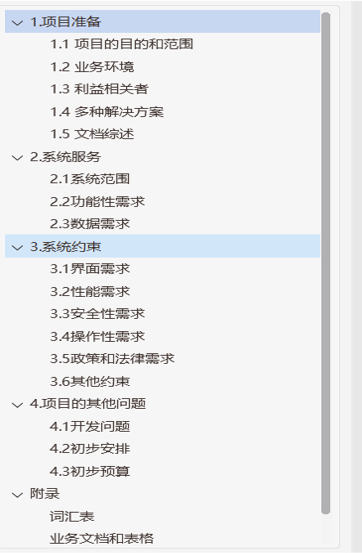 1.项目准备
1.1 项目的目的和范围
1.2 业务环境
1.3 利益相关者
1.4 多种解决方案
1.5 文档综述
2.系统服务
2.1系统范围
2.2功能性需求
2.3数据需求
3.系统约束
3.1界面需求
3.2性能需求
3.3安全性需求
3.4操作性需求
3.5政策和法律需求
3.6其他约束
4.项目的其他问题
4.1开发问题
4.2初步安排
4.3初步预算
附录
词汇表
业务文档和表格